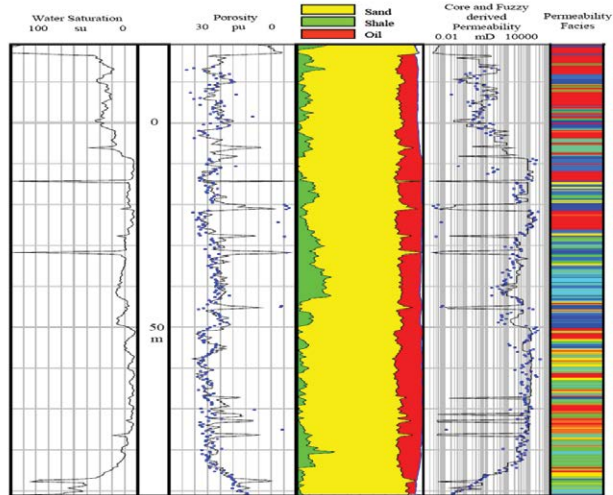 Water Saturation
100 su 0
Porosity
30 pu 0
Sand
Shale
Oil
Core and Fuzzy
derived
Permeability
0.01 mD 10000
Permeability
Facies
0
50
m